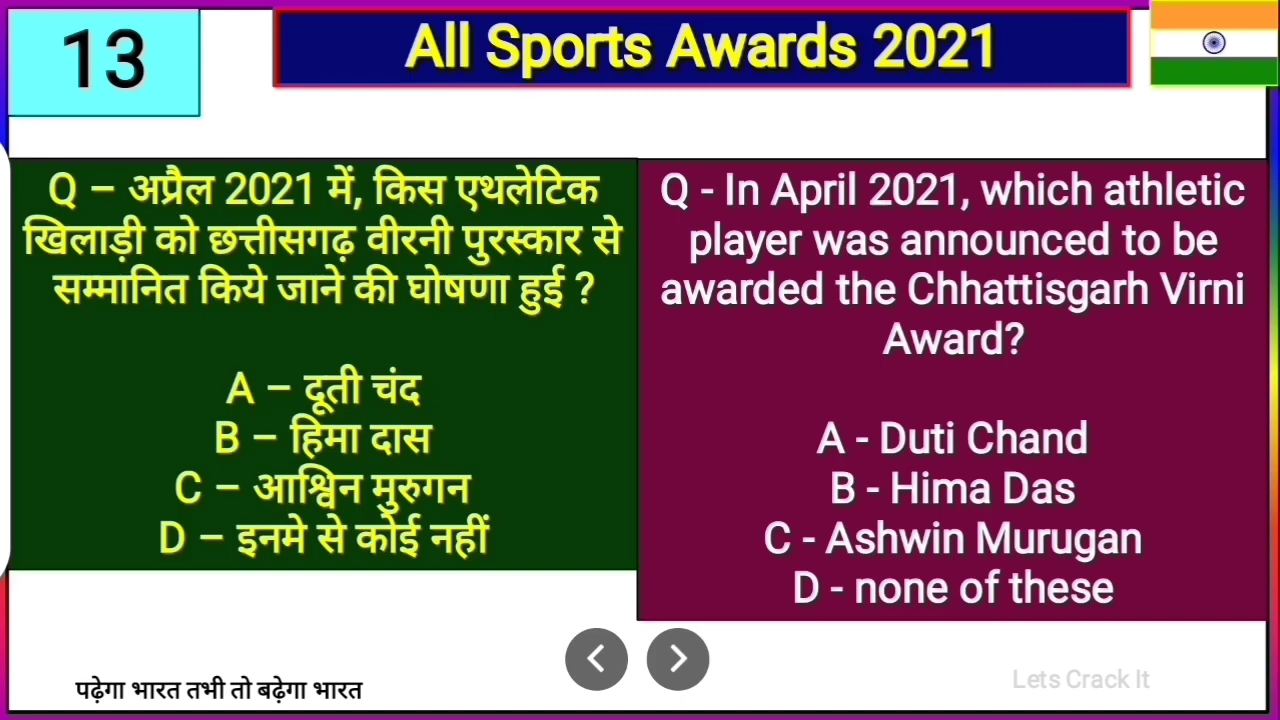 13
All Sports Awards 2021
Q – अप्रैल 2021 में, किस एथलेटिक
खिलाड़ी को छत्तीसगढ़ वीरनी पुरस्कार से
सम्मानित किये जाने की घोषणा हुई ?
A – दूती चंद
B – हिमा दास
C – आश्विन मुरुगन
D – इनमे से कोई नहीं
Q - In April 2021, which athletic
player was announced to be
awarded the Chhattisgarh Virni
Award?
A - Duti Chand
B - Hima Das
C - Ashwin Murugan
D - none of these
पढ़ेगा भारत तभी तो बढ़ेगा भारत
Lets Crack It